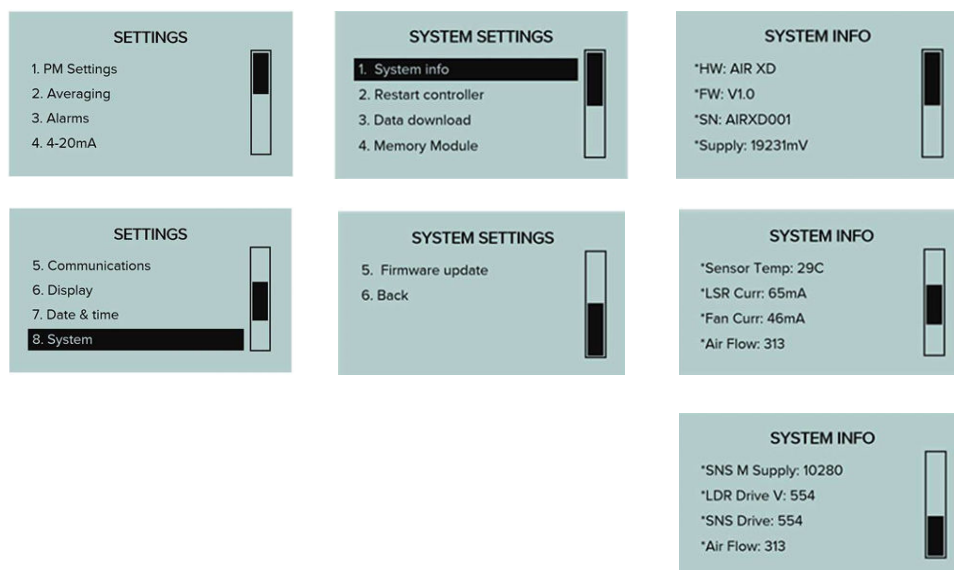 SETTINGS
1. PM Settings
2. Averaging
3. Alarms
4. 4-20mA
SYSTEM SETTINGS
1. System info
2. Restart controller
3. Data download
4. Memory Module
SYSTEM INFO
*HW: AIR XD
*FW: V1.0
*SN: AIRXD001
*Supply: 19231mV
SETTINGS
5. Communications
6. Display
7. Date & time
8. System
SYSTEM SETTINGS
5. Firmware update
6. Back
SYSTEM INFO
*Sensor Temp: 29C
*LSR Curr: 65mA
*Fan Curr: 46mA
*Air Flow: 313
SYSTEM INFO
*SNS M Supply: 10280
*LDR Drive V: 554
*SNS Drive: 554
*Air Flow: 313